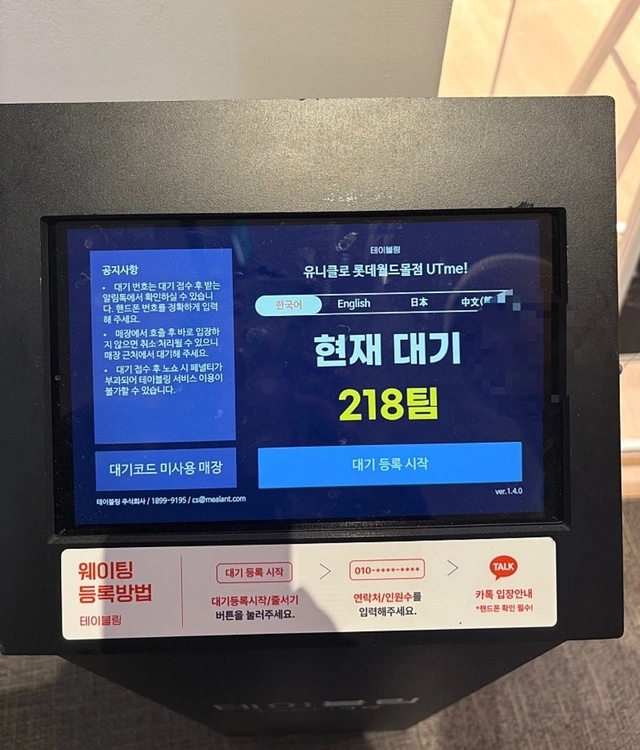 테이블링
유니클로 롯데월드몰점 UTme!
한국어 English 日本 中文(
공지사항
• 대기 번호는 대기 접수 후 받는
알림톡에서 확인하실 수 있습니
다. 핸드폰 번호를 정확하게 입력
해 주세요.
• 매장에서 호출 후 바로 입장하
지 않으면 취소 처리될 수 있으니
매장 근처에서 대기해 주세요.
• 대기 접수 후 노쇼 시 패널티가
부과되어 테이블링 서비스 이용이
불가할 수 있습니다.
현재 대기
218팀
대기코드 미사용 매장
대기 등록 시작
테이블링 주식회사 / 1899-9195 / cs@mealant.com
ver.1.4.0
웨이팅
등록방법
테이블링
대기 등록 시작
대기등록시작/줄서기
버튼을 눌러주세요.
010-••••-••••
연락처/인원수를
입력해주세요.
TALK
카톡 입장안내
*핸드폰 확인 필수!
테이블링